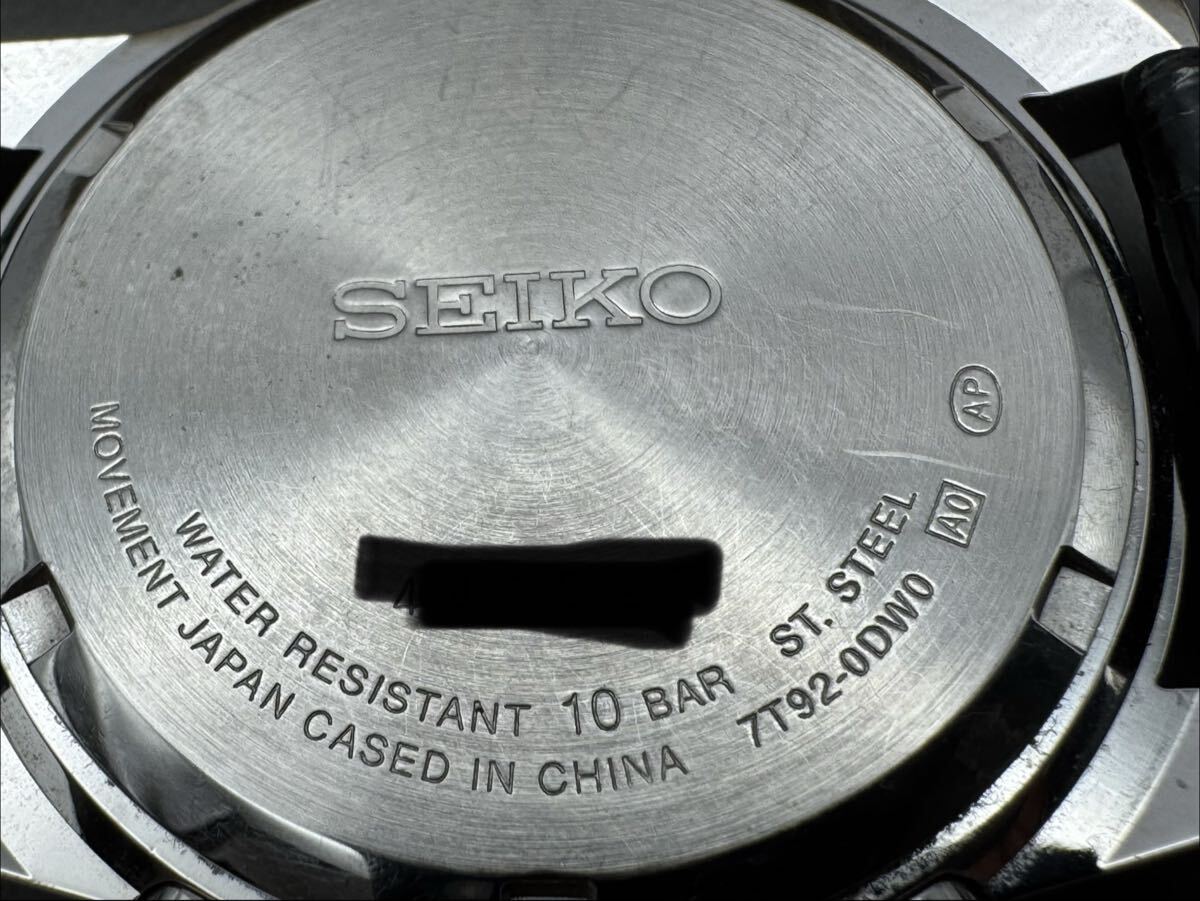 SEIKO
AP
WATER RESISTANT 10 BAR ST. STEEL
MOVEMENT JAPAN CASED IN CHINA 7T92-0DW0 A0